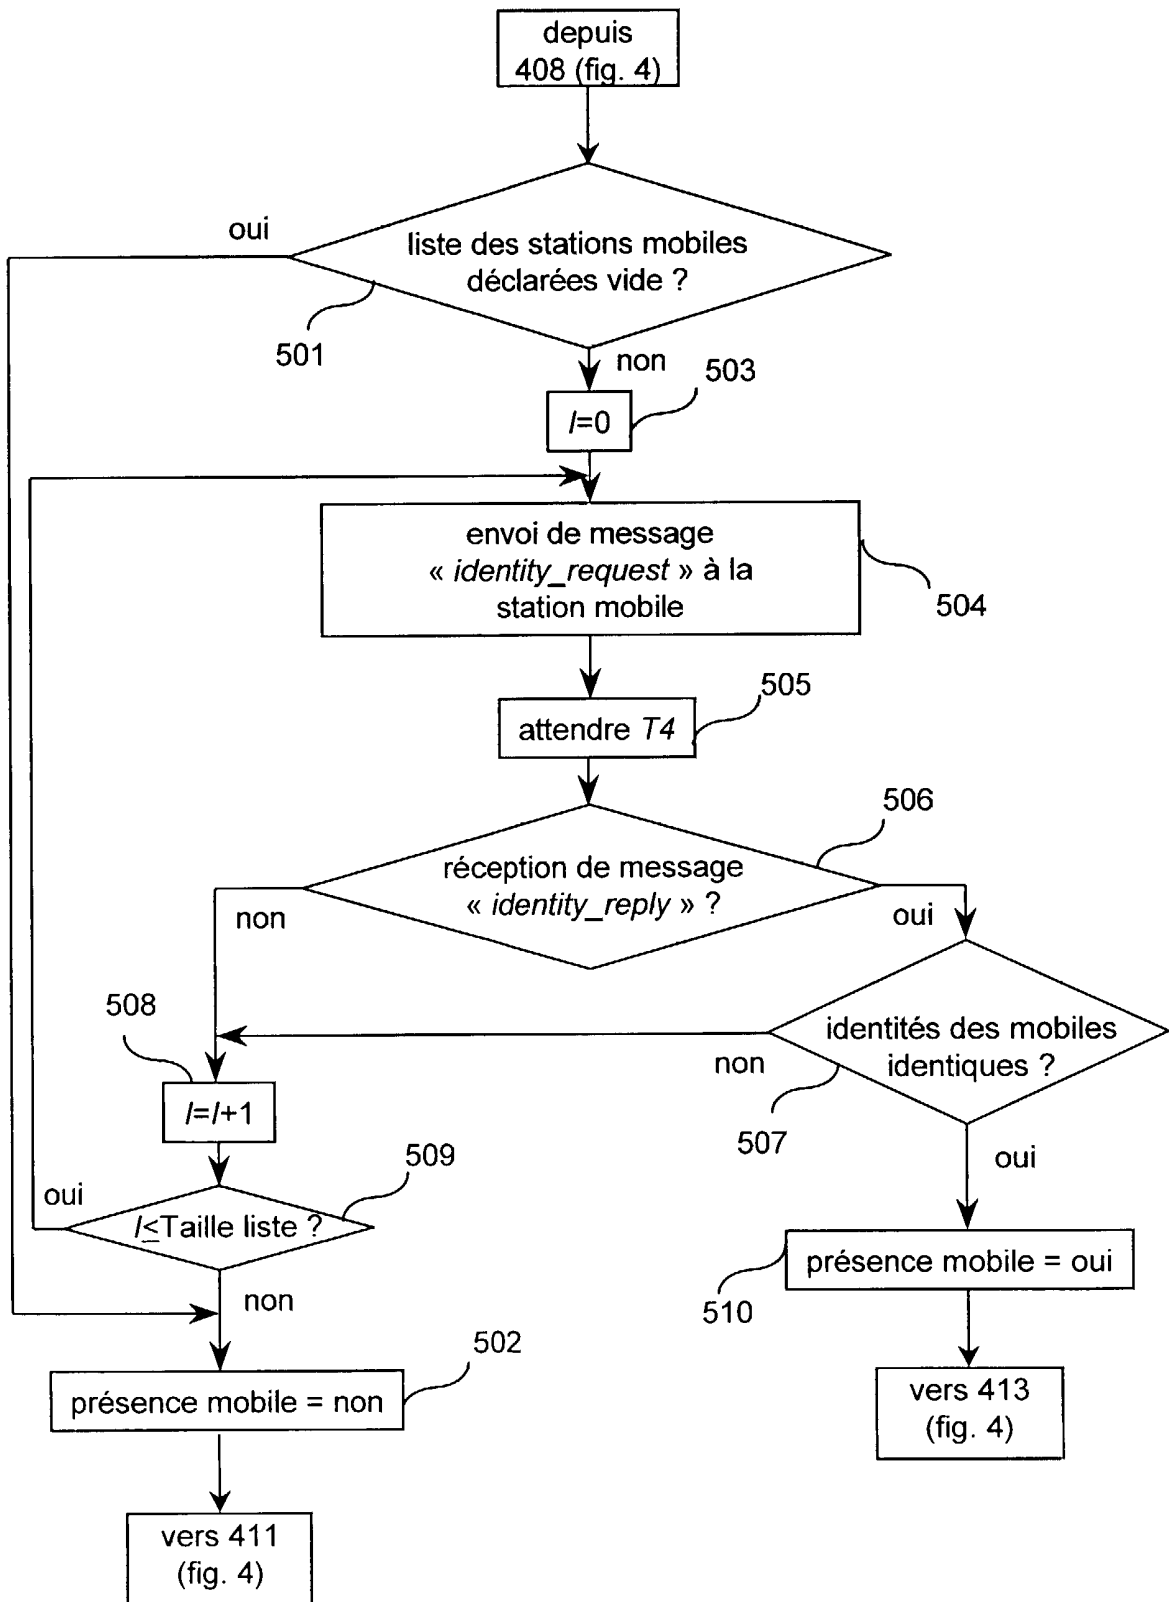 depuis
408 (fig. 4)
oui
liste des stations mobiles
déclarées vide ?
501
non
503
I=0
envoi de message
« identity_request » à la
station mobile
504
505
attendre T4
506
réception de message
« identity_reply » ?
non
oui
508
identités des mobiles
identiques ?
non
I=I+1
507
509
oui
oui
I≤Taille liste ?
présence mobile = oui
non
510
502
présence mobile = non
vers 413
(fig. 4)
vers 411
(fig. 4)